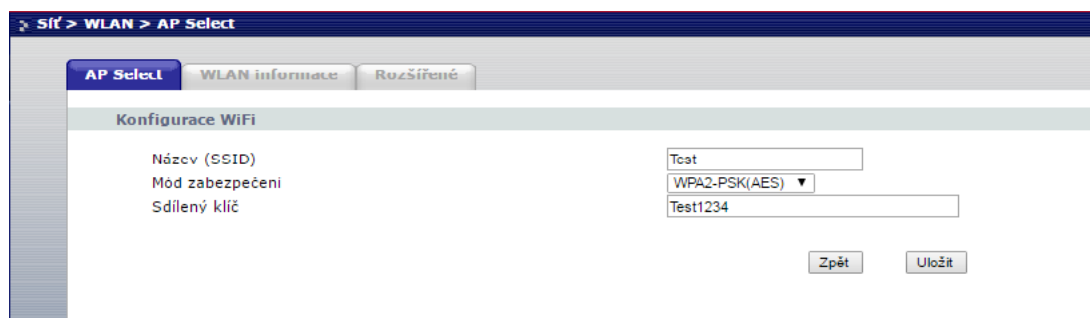 Síť > WLAN > AP Select
AP Select WLAN informace Rozšířené
Konfigurace WiFi
Název (SSID) Test
Mód zabezpečení WPA2-PSK(AES)
Sdílený klíč Test1234
Zpět Uložit